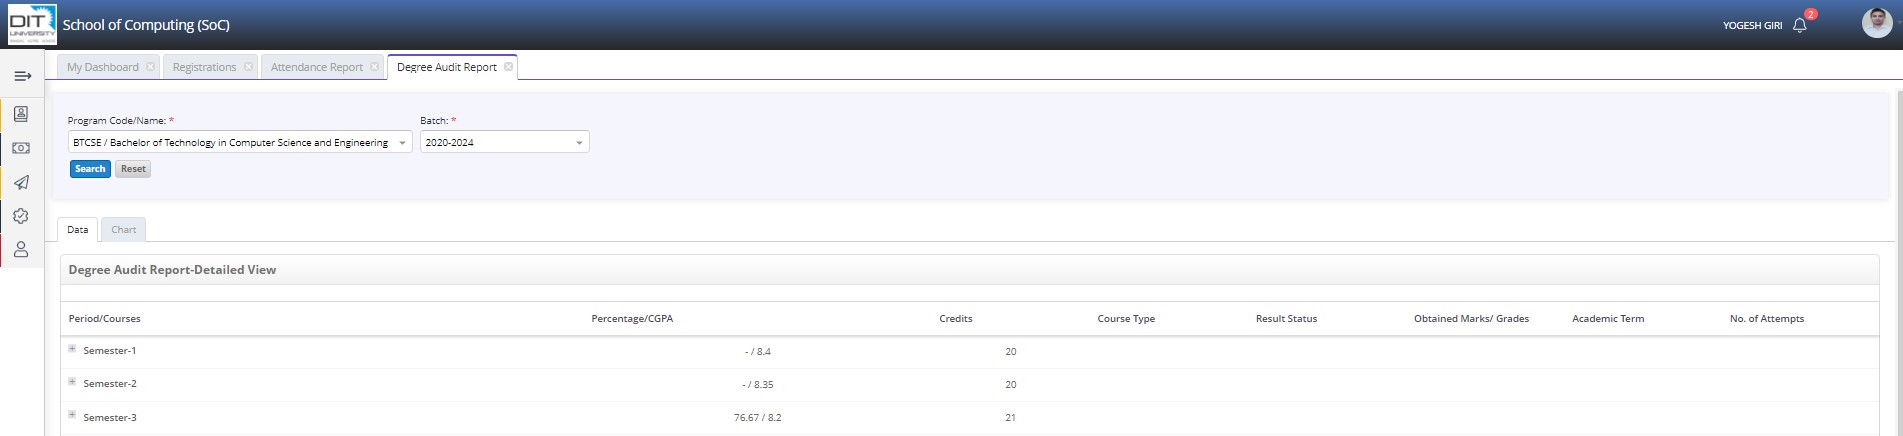 DIT
UNIVERSITY
School of Computing (SoC)
YOGESH GIRI
2
My Dashboard
Registrations
Attendance Report
Degree Audit Report
Program Code/Name: *
Batch: *
BTCSE / Bachelor of Technology in Computer Science and Engineering
2020-2024
Search
Reset
Data
Chart
Degree Audit Report-Detailed View
Period/Courses Percentage/CGPA Credits Course Type Result Status Obtained Marks/ Grades Academic Term No. of Attempts
Semester-1 - / 8.4 20
Semester-2 - / 8.35 20
Semester-3 76.67 / 8.2 21